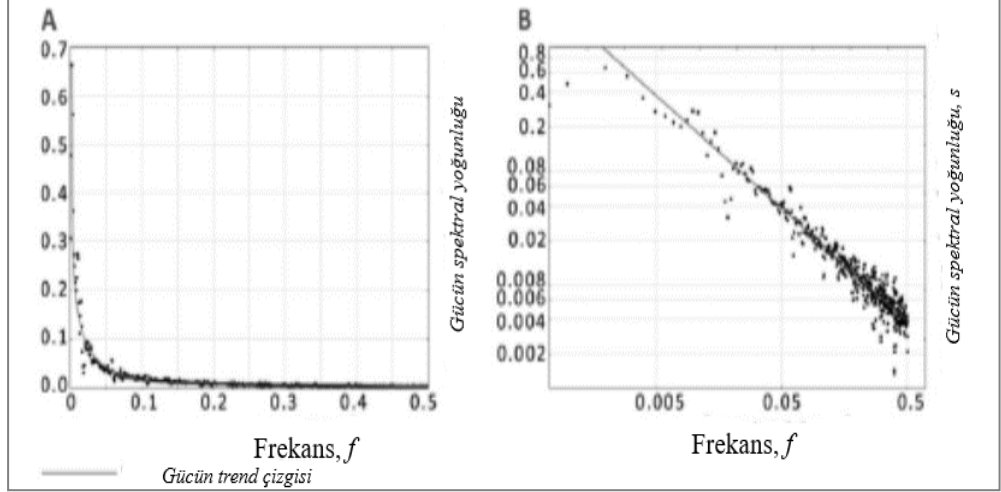 A
0.7
0.6
0.5
0.4
0.3
0.2
0.1
0.0
0 0.1 0.2 0.3 0.4 0.5
Gücün spektral yoğunluğu
Frekans, f
Gücün trend çizgisi
B
0.8
0.6
0.4
0.2
0.08
0.06
0.04
0.02
0.008
0.006
0.004
0.002
0.005 0.05 0.5
Gücün spektral yoğunluğu, s
Frekans, f